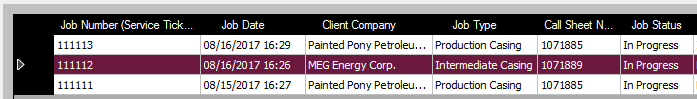 Job Number (Service Tick... Job Date Client Company Job Type Call Sheet N... Job Status
111113 08/16/2017 16:29 Painted Pony Petroleu... Production Casing 1071885 In Progress
111112 08/16/2017 16:26 MEG Energy Corp. Intermediate Casing 1071889 In Progress
111111 08/15/2017 16:27 Painted Pony Petroleu... Production Casing 1071885 In Progress